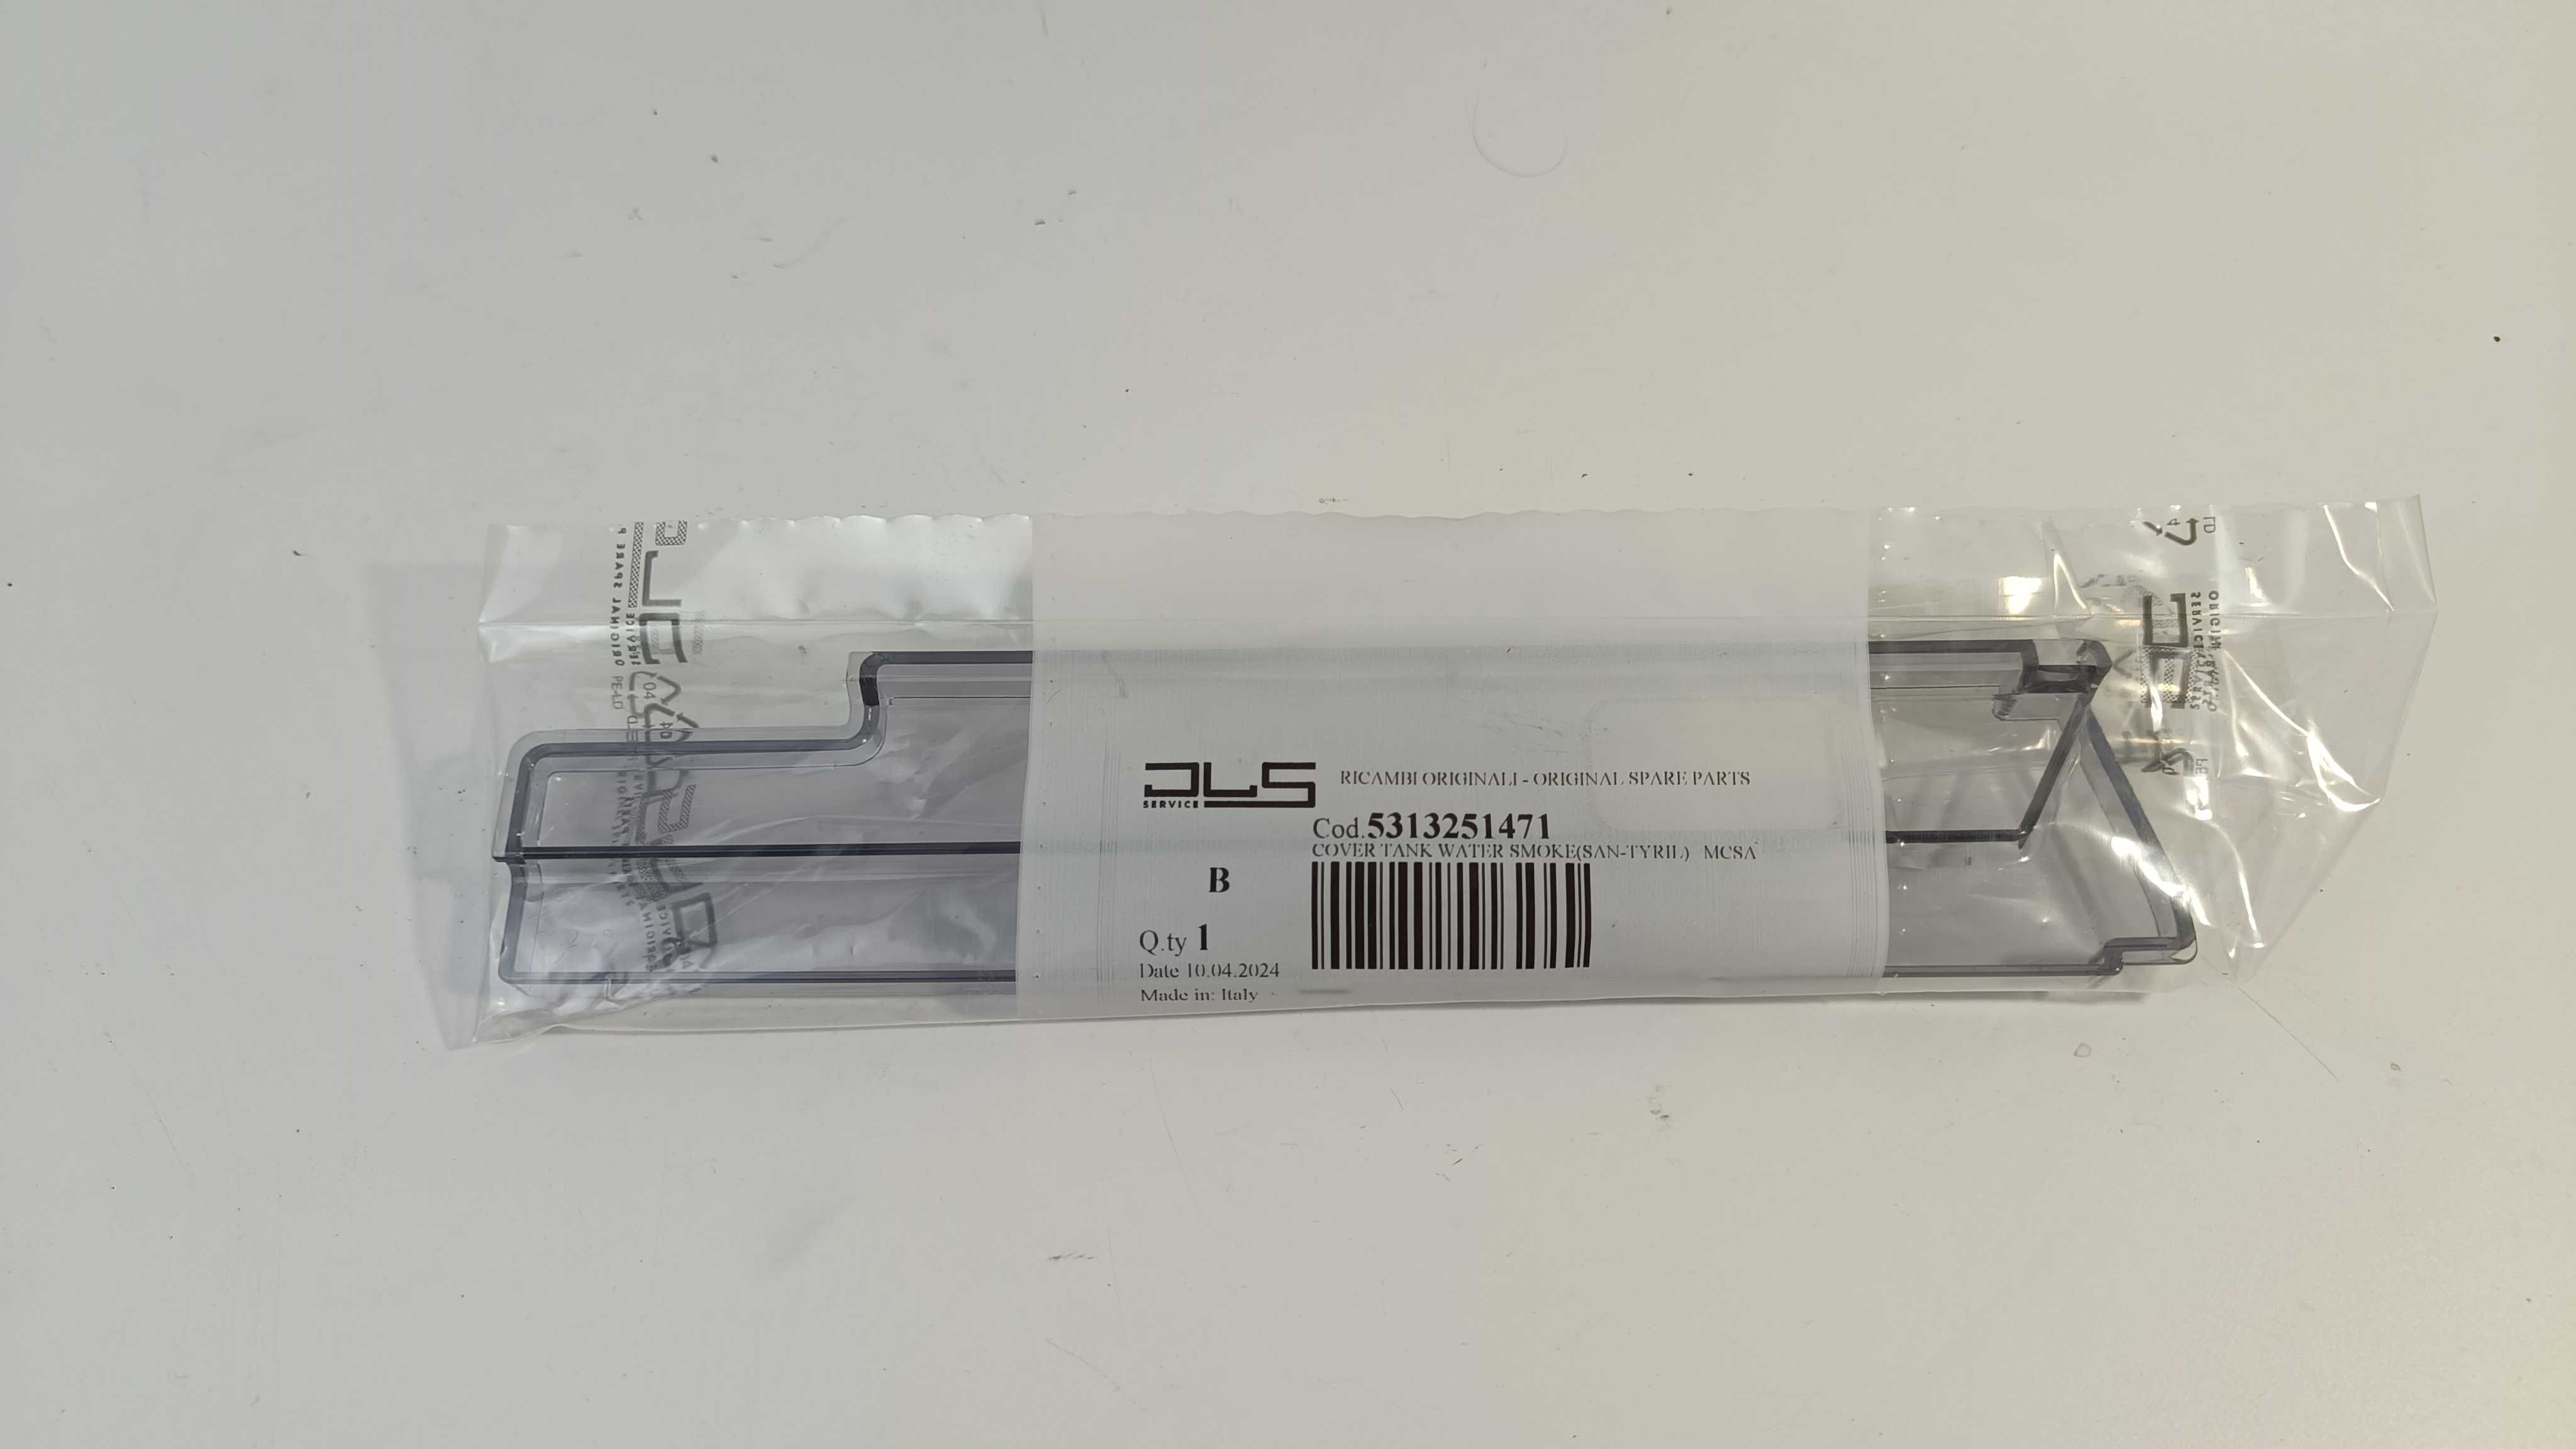 DLS
SERVICE
RICAMBI ORIGINALI - ORIGINAL SPARE PARTS
Cod.5313251471
COVER TANK WATER SMOKE(SAN-TYRIL) MCSA
B
Q.ty 1
Date 10.04.2024
Made in: Italy